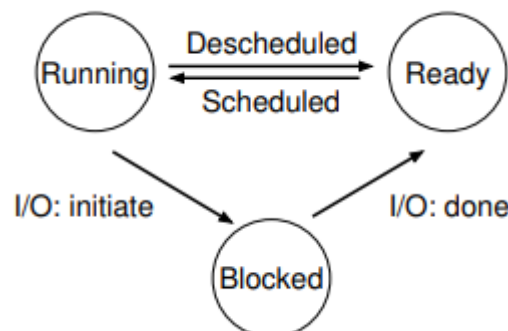 Descheduled
Running
Ready
Scheduled
I/O: initiate
I/O: done
Blocked